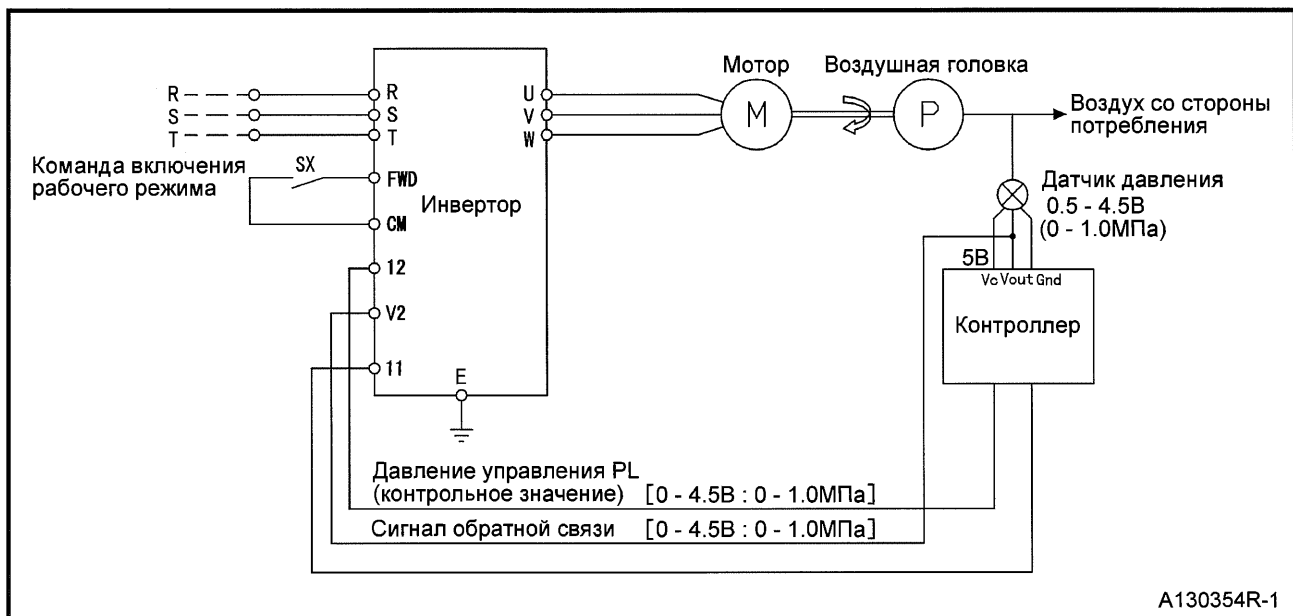 Мотор
Воздушная головка
R
S
T
R
S
T
U
V
W
M
P
Воздух со стороны
потребления
Команда включения
рабочего режима
SX
FWD
CM
Инвертор
Датчик давления
0.5 - 4.5В
(0 - 1.0МПа)
12
V2
11
5В
Vc Vout Gnd
Контроллер
E
Давление управления PL
(контрольное значение) [0 - 4.5В : 0 - 1.0МПа]
Сигнал обратной связи [0 - 4.5В : 0 - 1.0МПа]
A130354R-1